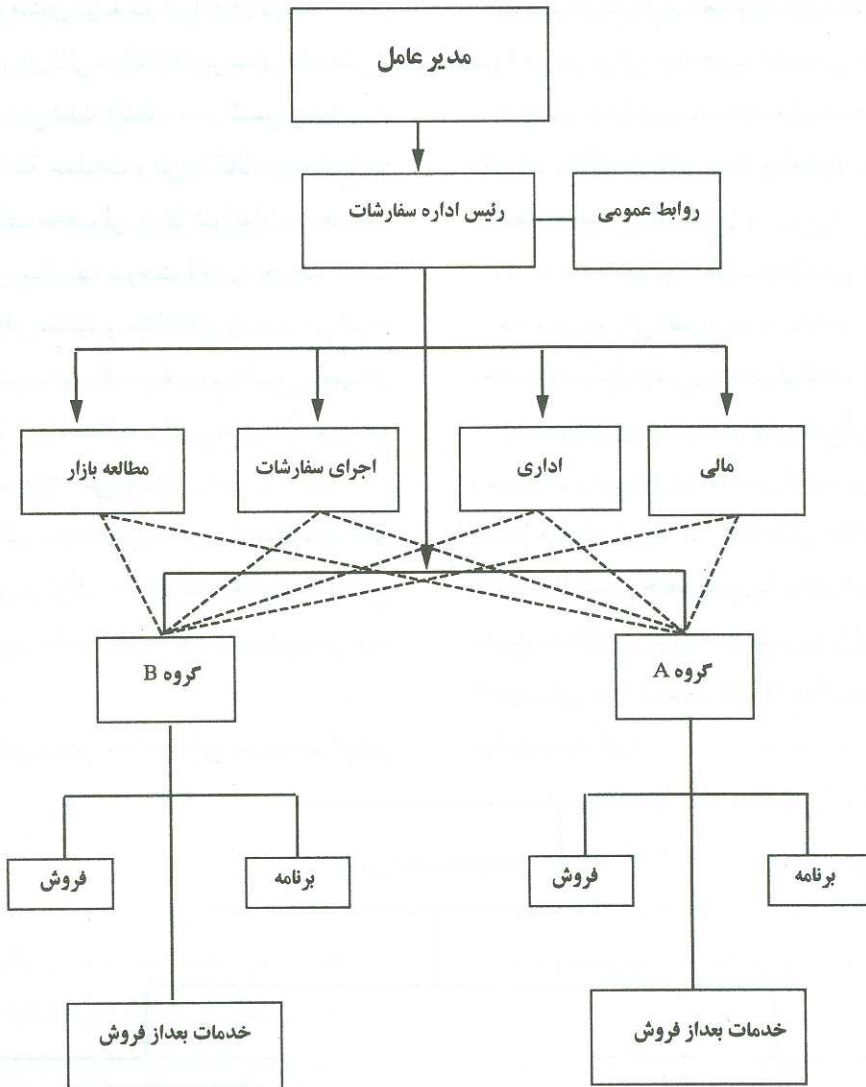 مدیر عامل
روابط عمومی
رئیس اداره سفارشات
مالی
اداری
اجرای سفارشات
مطالعه بازار
گروه A
گروه B
برنامه
فروش
برنامه
فروش
خدمات بعداز فروش
خدمات بعداز فروش